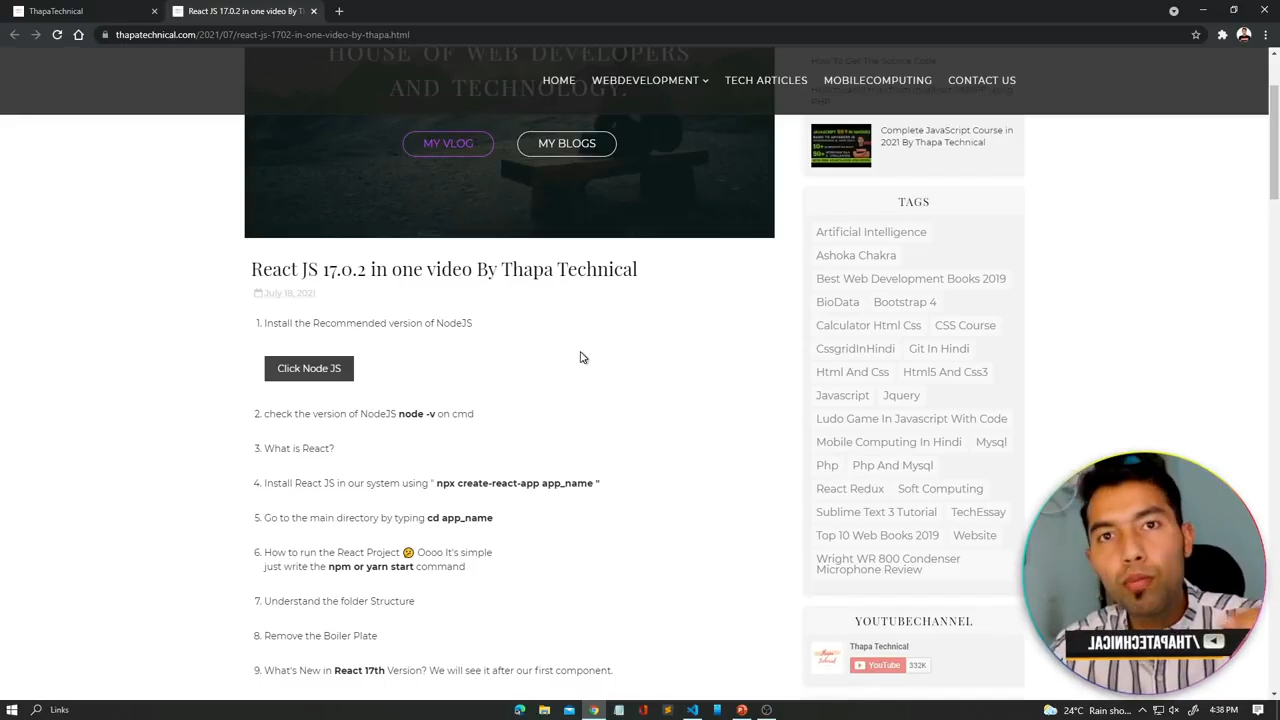 ThapaTechnical
React JS 17.0.2 in one video By T
thapatechnical.com/2021/07/react-js-1702-in-one-video-by-thapa.html
HOUSE OF WEB DEVELOPERS
AND TECHNOLOGY.
HOME WEBDEVELOPMENT TECH ARTICLES MOBILECOMPUTING CONTACT US
MY VLOG
MY BLOGS
How To Get The Source Code
PHP
Complete JavaScript Course in
2021 By Thapa Technical
React JS 17.0.2 in one video By Thapa Technical
July 18, 2021
1. Install the Recommended version of NodeJS
Click Node JS
2. check the version of NodeJS node -v on cmd
3. What is React?
4. Install React JS in our system using " npx create-react-app app_name "
5. Go to the main directory by typing cd app_name
6. How to run the React Project 😕 Oooo It's simple
just write the npm or yarn start command
7. Understand the folder Structure
8. Remove the Boiler Plate
9. What's New in React 17th Version? We will see it after our first component.
TAGS
Artificial Intelligence
Ashoka Chakra
Best Web Development Books 2019
BioData Bootstrap 4
Calculator Html Css CSS Course
CssgridInHindi Git In Hindi
Html And Css Html5 And Css3
Javascript Jquery
Ludo Game In Javascript With Code
Mobile Computing In Hindi Mysql
Php Php And Mysql
React Redux Soft Computing
Sublime Text 3 Tutorial TechEssay
Top 10 Web Books 2019 Website
Wright WR 800 Condenser
Microphone Review
YOUTUBECHANNEL
Thapa Technical
YouTube 332K
/THAPATECHNICAL
Links
24°C Rain sho...
4:38 PM